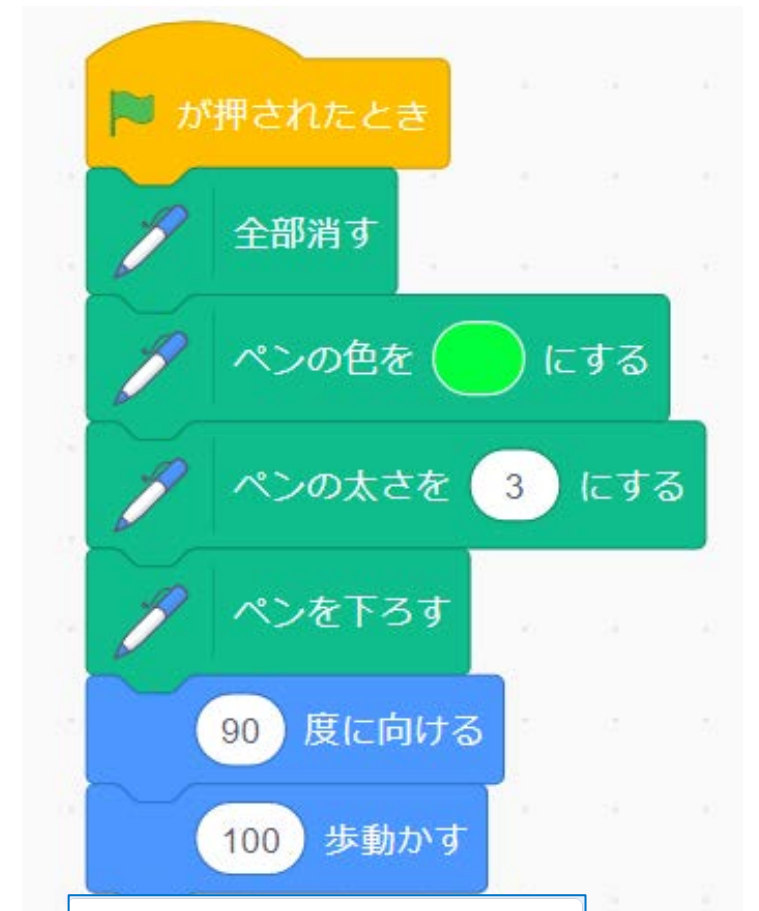 が押されたとき
全部消す
ペンの色を にする
ペンの太さを 3 にする
ペンを下ろす
90 度に向ける
100 歩動かす